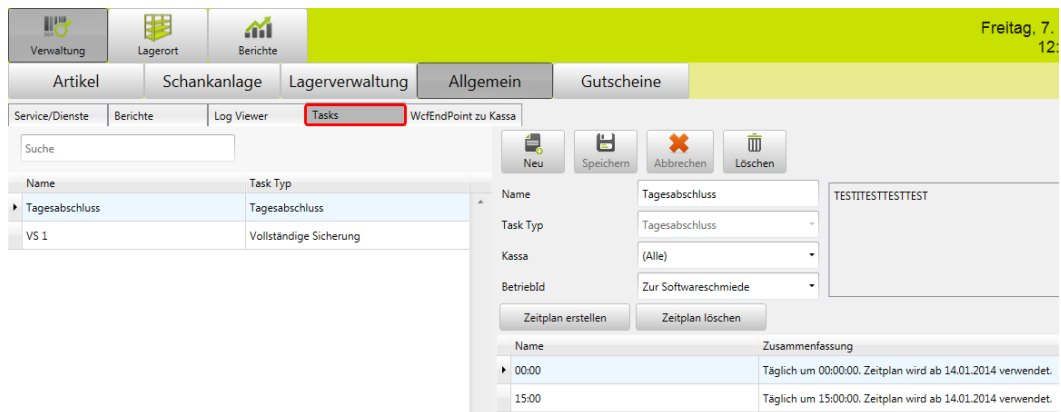 Freitag, 7.
12:
Verwaltung Lagerort Berichte
Artikel Schankanlage Lagerverwaltung Allgemein Gutscheine
Service/Dienste Berichte Log Viewer Tasks WcfEndPoint zu Kassa
Suche
Neu Speichern Abbrechen Löschen
Name Task Typ
Tagesabschluss Tagesabschluss
VS 1 Vollständige Sicherung
Name Tagesabschluss
TESTITESTTESTTEST
Task Typ Tagesabschluss
Kassa (Alle)
BetriebId Zur Softwareschmiede
Zeitplan erstellen Zeitplan löschen
Name Zusammenfassung
00:00 Täglich um 00:00:00. Zeitplan wird ab 14.01.2014 verwendet.
15:00 Täglich um 15:00:00. Zeitplan wird ab 14.01.2014 verwendet.